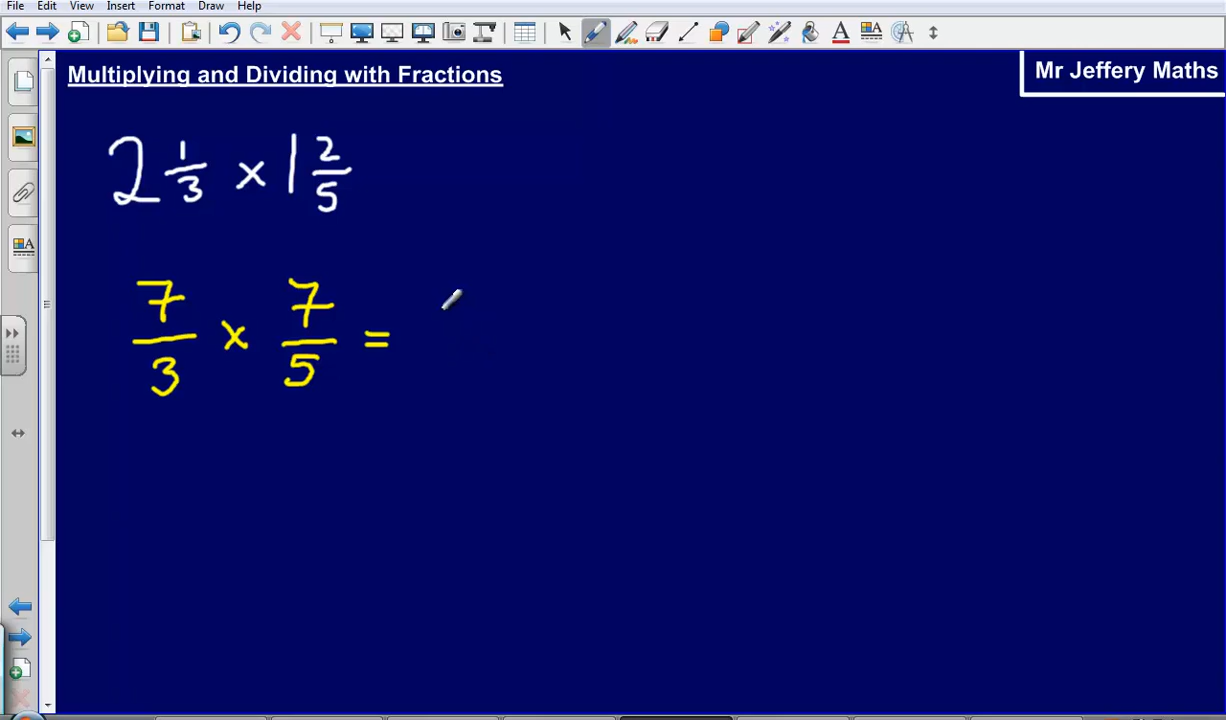 File Edit View Insert Format Draw Help
Multiplying and Dividing with Fractions
Mr Jeffery Maths
2 1/3 × 1 2/5
7/3 × 7/5 =